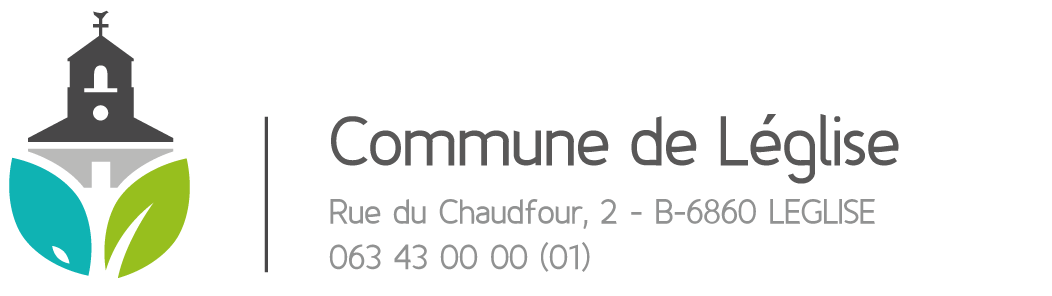 Commune de Léglise
Rue du Chaudfour, 2 - B-6860 LEGLISE
063 43 00 00 (01)